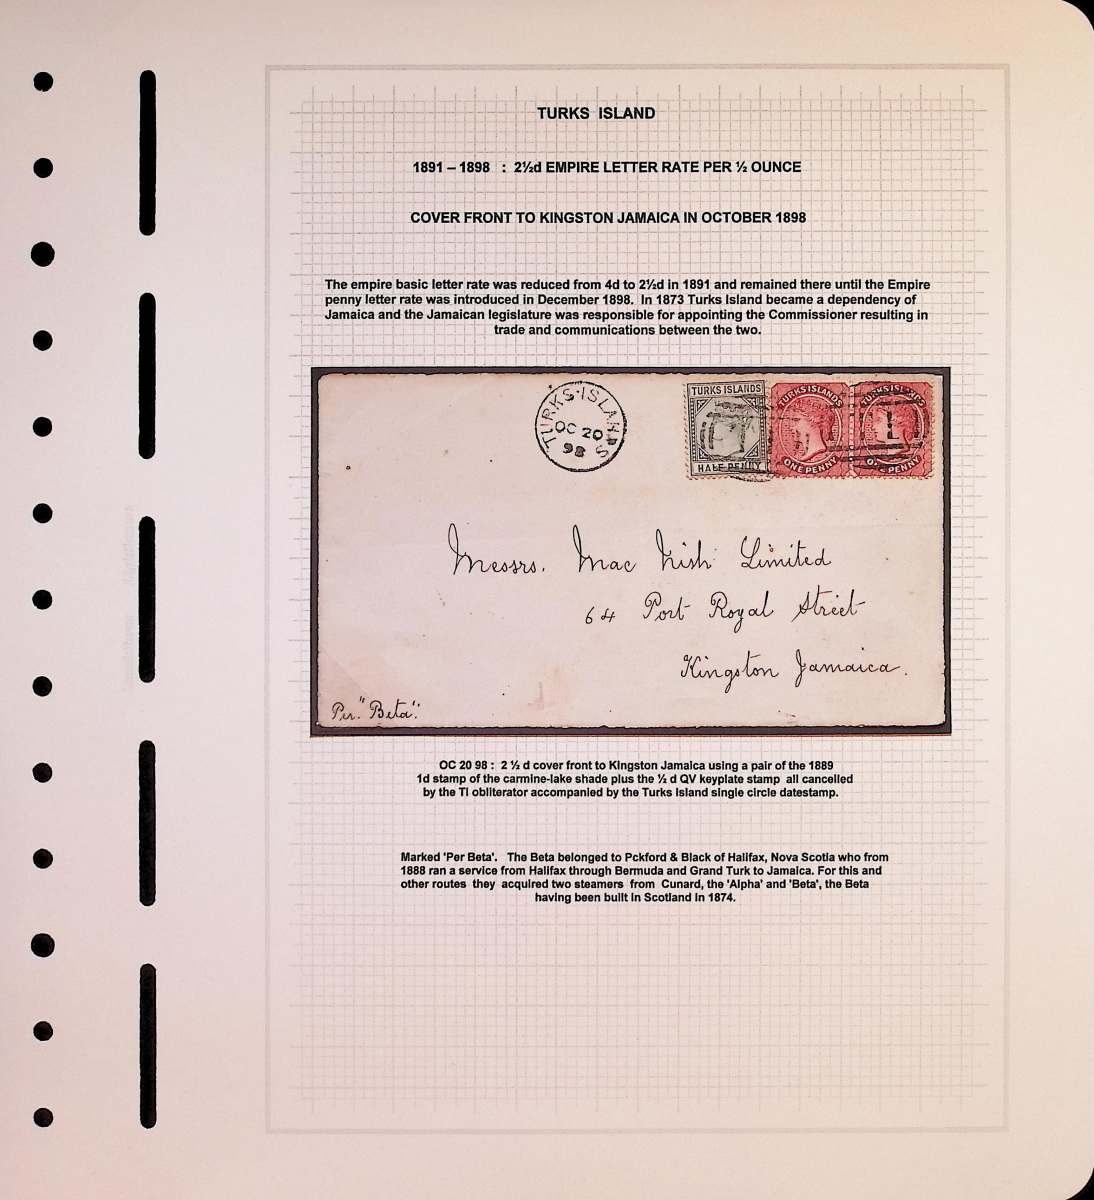 TURKS ISLAND
1891 – 1898 : 2½d EMPIRE LETTER RATE PER ½ OUNCE
COVER FRONT TO KINGSTON JAMAICA IN OCTOBER 1898
The empire basic letter rate was reduced from 4d to 2½d in 1891 and remained there until the Empire
penny letter rate was introduced in December 1898. In 1873 Turks Island became a dependency of
Jamaica and the Jamaican legislature was responsible for appointing the Commissioner resulting in
trade and communications between the two.
TURKS·ISLANDS
OC 20
98
TURKS ISLANDS
HALF PENNY
TURKS ISLANDS
ONE PENNY
TURKS ISLANDS
ONE PENNY
Messrs. Mac Nish Limited
64 Port Royal Street
Kingston Jamaica.
Per. "Beta".
OC 20 98 : 2 ½ d cover front to Kingston Jamaica using a pair of the 1889
1d stamp of the carmine-lake shade plus the ½ d QV keyplate stamp all cancelled
by the TI obliterator accompanied by the Turks Island single circle datestamp.
Marked 'Per Beta'. The Beta belonged to Pckford & Black of Halifax, Nova Scotia who from
1888 ran a service from Halifax through Bermuda and Grand Turk to Jamaica. For this and
other routes they acquired two steamers from Cunard, the 'Alpha' and 'Beta', the Beta
having been built in Scotland in 1874.